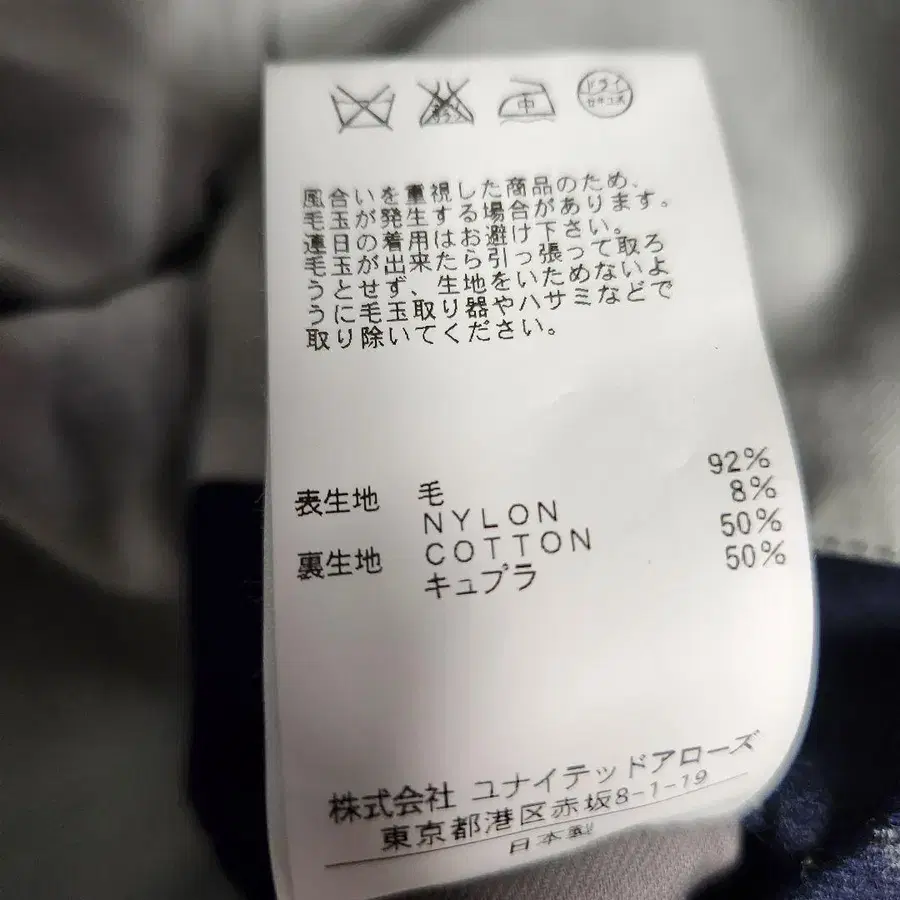 中
ドライ
風合いを重視した商品のため、
毛玉が発生する場合があります。
連日の着用はお避け下さい。
毛玉が出来たら引っ張って取ろ
うとせず、生地をいためないよ
うに毛玉取り器やハサミなどで
取り除いてください。
92%
表生地 毛 8%
NYLON 50%
裏生地 COTTON 50%
キュプラ
株式会社 ユナイテッドアローズ
東京都港区赤坂8-1-19
日本製